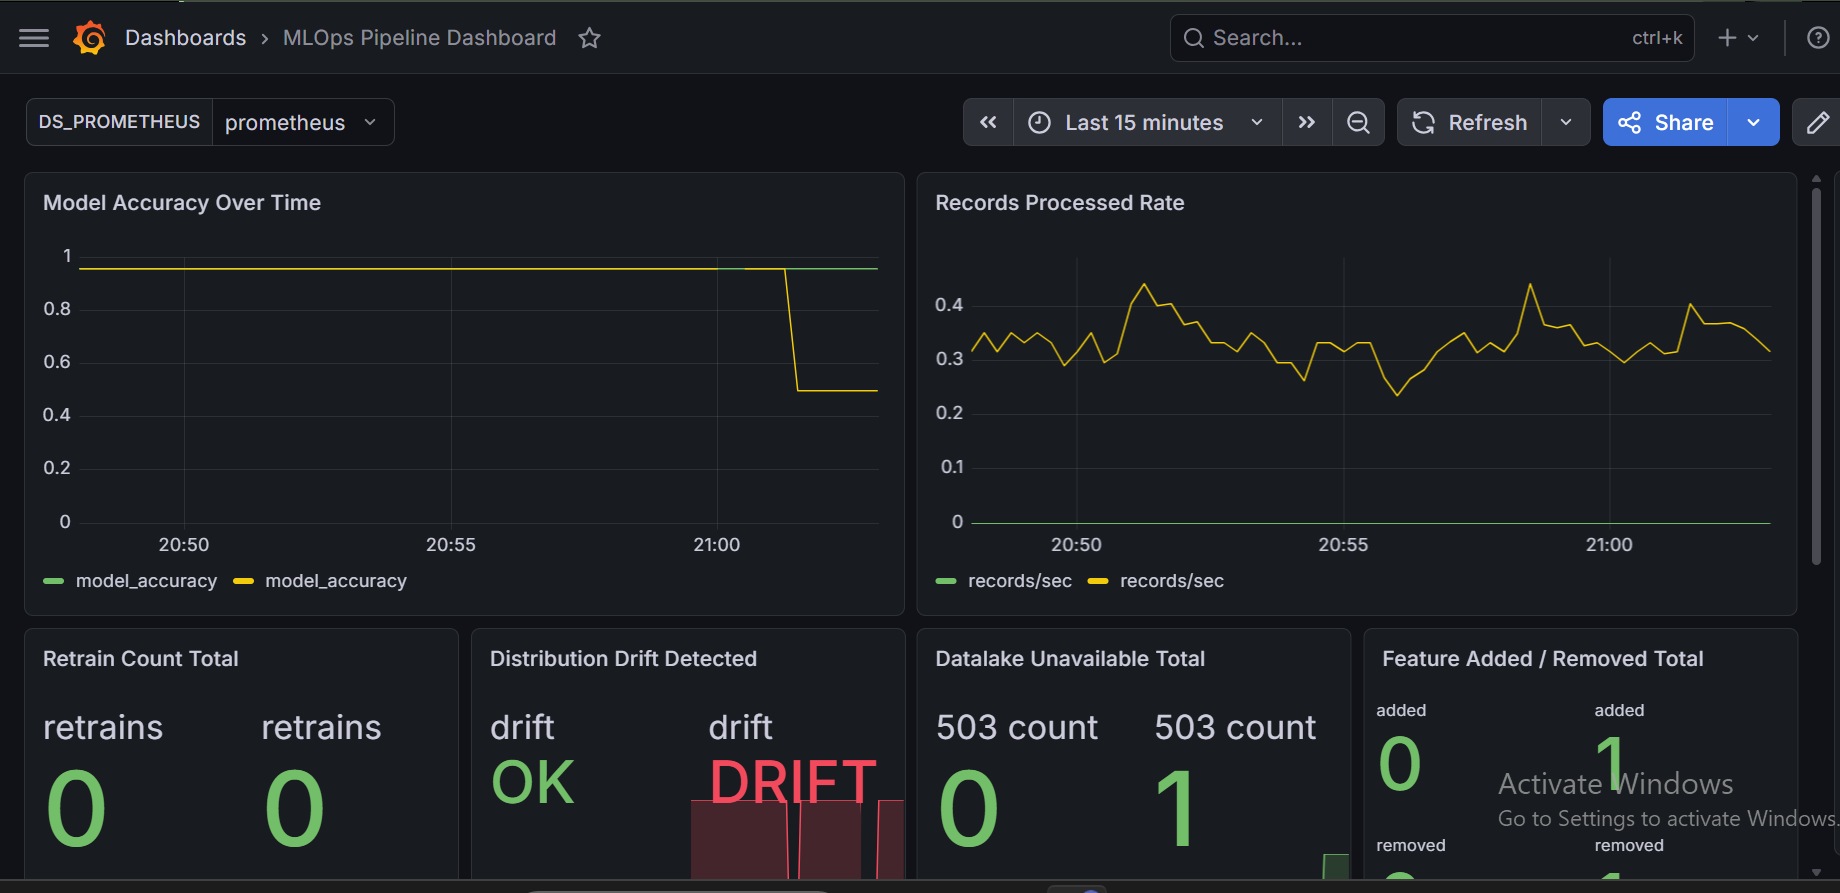 Dashboards › MLOps Pipeline Dashboard
Search... ctrl+k
DS_PROMETHEUS prometheus
Last 15 minutes
Refresh
Share
Model Accuracy Over Time
1
0.8
0.6
0.4
0.2
0
20:50 20:55 21:00
model_accuracy model_accuracy
Records Processed Rate
0.4
0.3
0.2
0.1
0
20:50 20:55 21:00
records/sec records/sec
Retrain Count Total
retrains retrains
0 0
Distribution Drift Detected
drift drift
OK DRIFT
Datalake Unavailable Total
503 count 503 count
0 1
Feature Added / Removed Total
added added
0 1
removed removed
Activate Windows
Go to Settings to activate Windows.